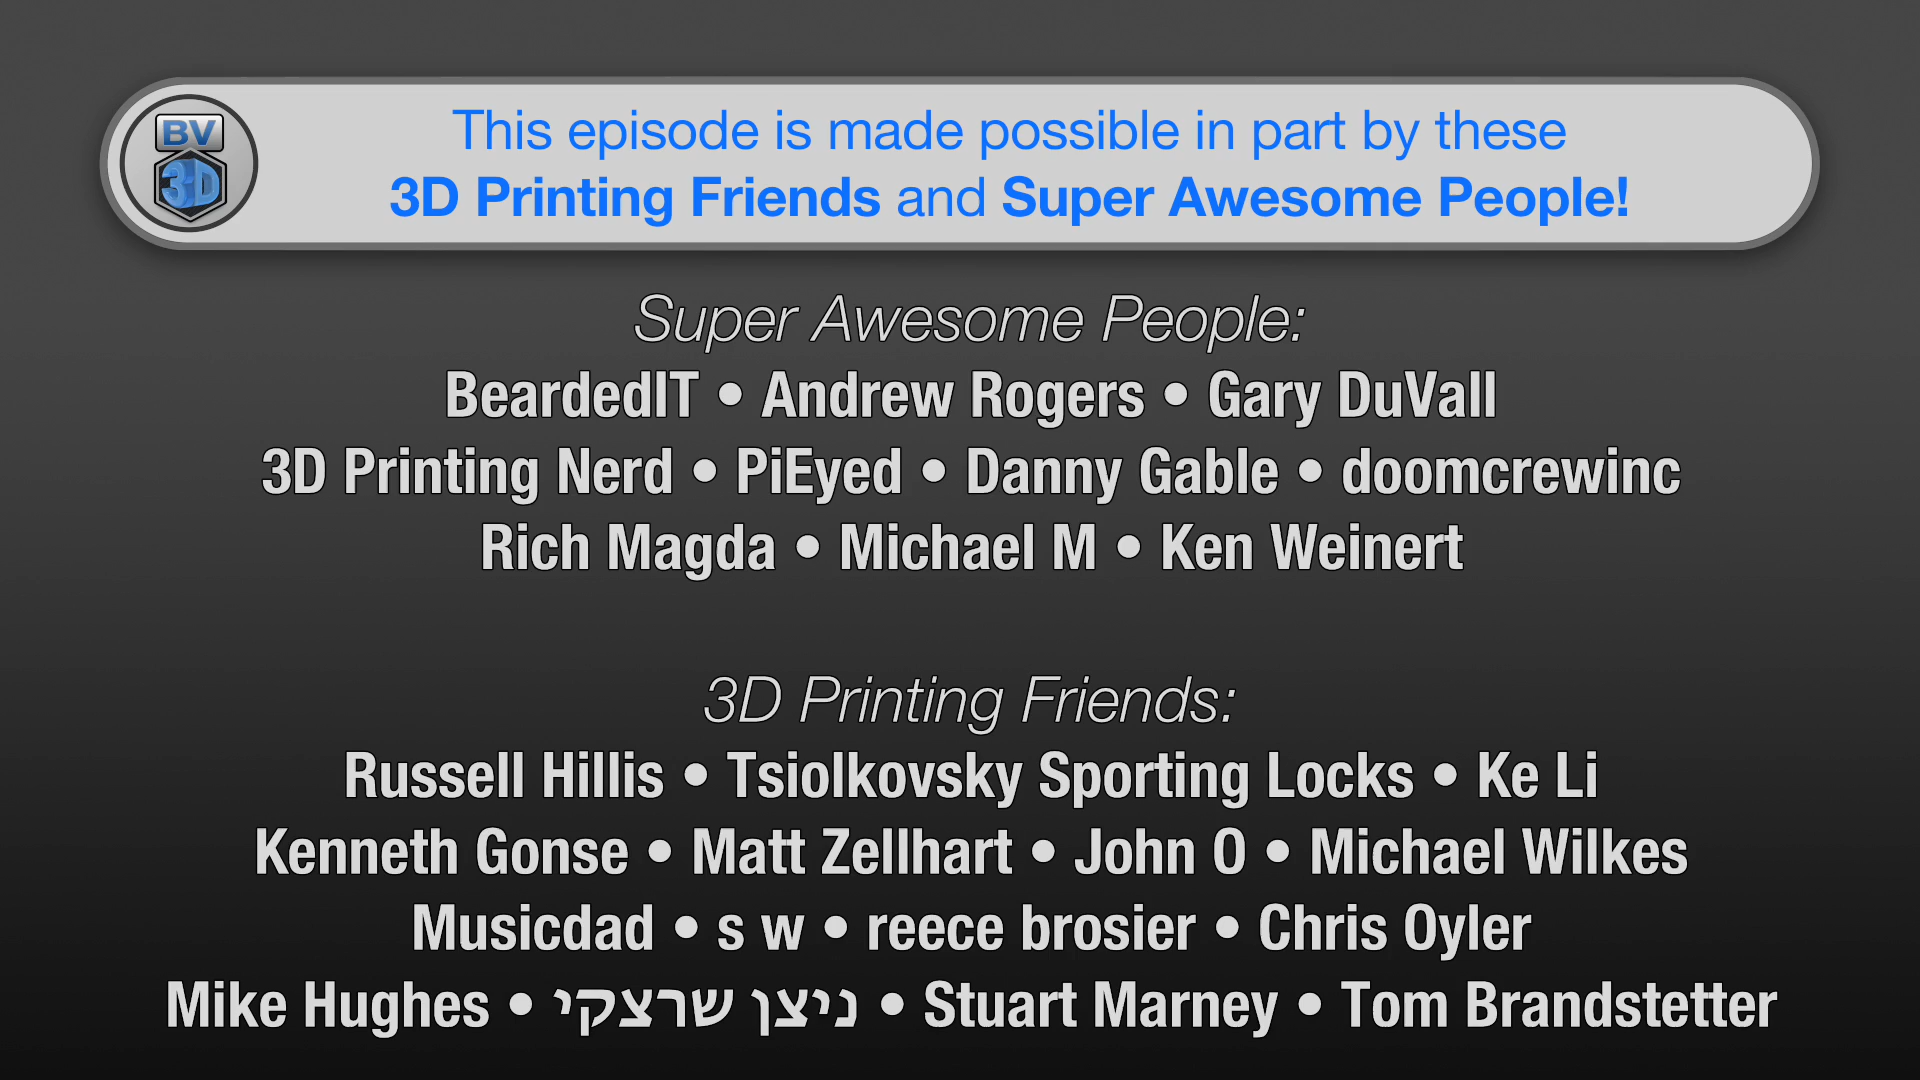 BV
3D
This episode is made possible in part by these
3D Printing Friends and Super Awesome People!
Super Awesome People:
BeardedIT • Andrew Rogers • Gary DuVall
3D Printing Nerd • PiEyed • Danny Gable • doomcrewinc
Rich Magda • Michael M • Ken Weinert
3D Printing Friends:
Russell Hillis • Tsiolkovsky Sporting Locks • Ke Li
Kenneth Gonse • Matt Zellhart • John O • Michael Wilkes
Musicdad • s w • reece brosier • Chris Oyler
Mike Hughes • ניצן שרצקי • Stuart Marney • Tom Brandstetter